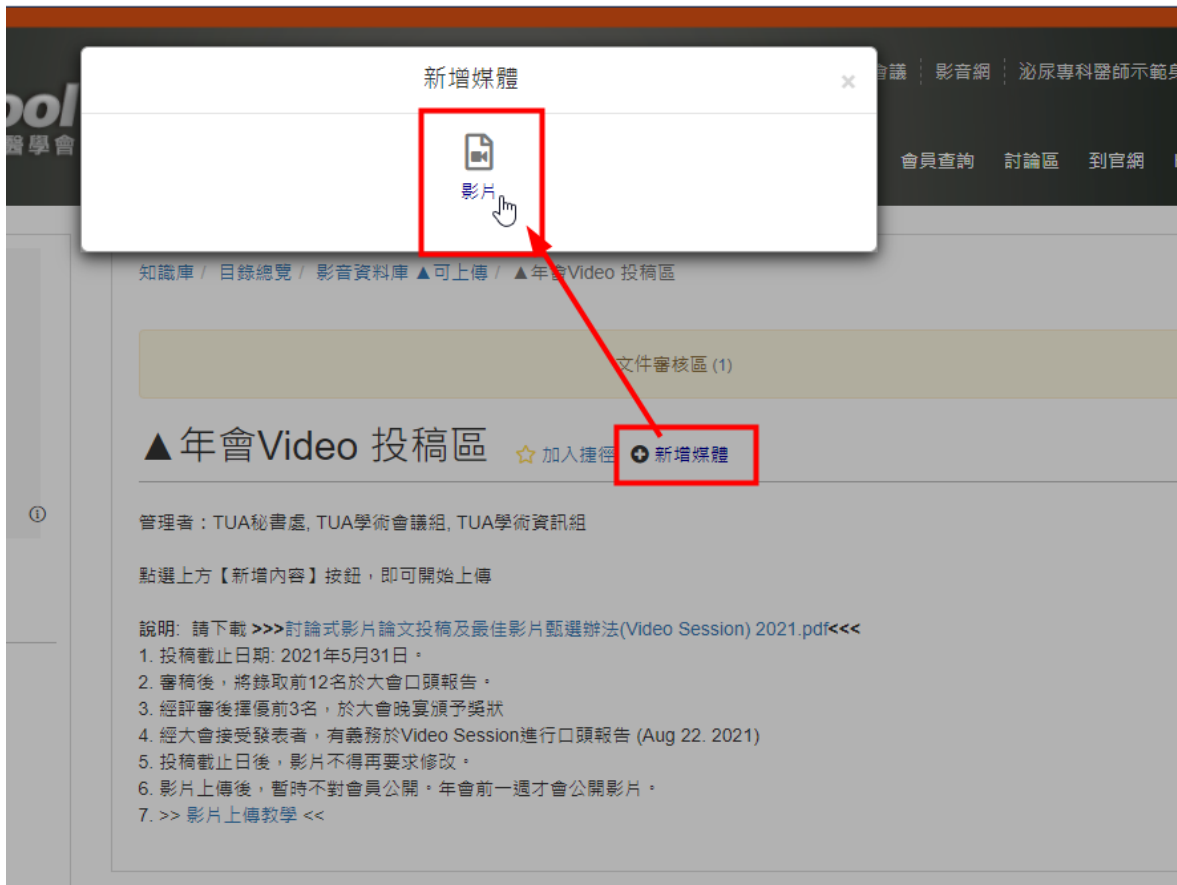 新增媒體 ×
會議 影音網 泌尿專科醫師示範
ool
醫學會
影片
會員查詢 討論區 到官網
知識庫 / 目錄總覽 / 影音資料庫 ▲可上傳 / ▲年會Video 投稿區
文件審核區 (1)
▲年會Video 投稿區 ☆ 加入捷徑 新增媒體
管理者：TUA秘書處, TUA學術會議組, TUA學術資訊組
點選上方【新增內容】按鈕，即可開始上傳
說明: 請下載 >>>討論式影片論文投稿及最佳影片甄選辦法(Video Session) 2021.pdf<<<
1. 投稿截止日期: 2021年5月31日。
2. 審稿後，將錄取前12名於大會口頭報告。
3. 經評審後擇優前3名，於大會晚宴頒予獎狀
4. 經大會接受發表者，有義務於Video Session進行口頭報告 (Aug 22. 2021)
5. 投稿截止日後，影片不得再要求修改。
6. 影片上傳後，暫時不對會員公開。年會前一週才會公開影片。
7. >> 影片上傳教學 <<